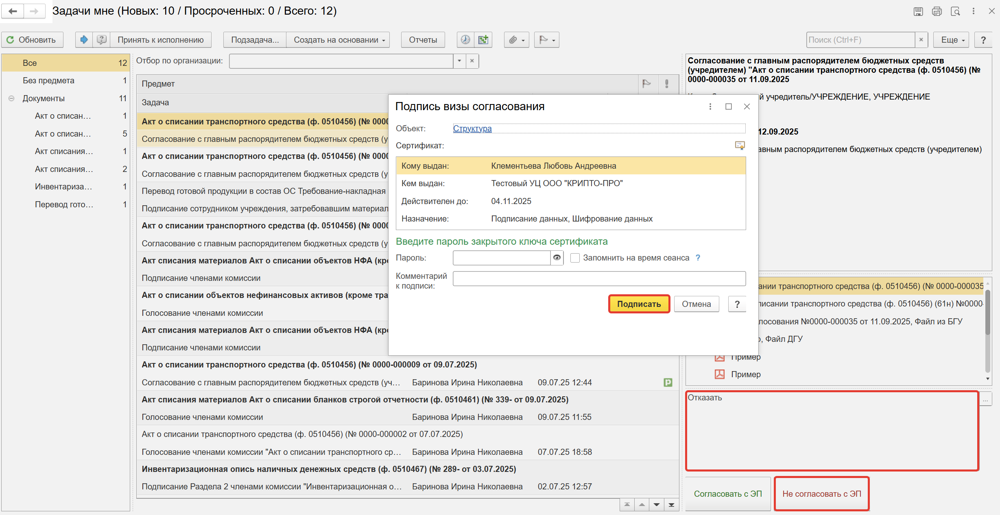 Задачи мне (Новых: 10 / Просроченных: 0 / Всего: 12)
Обновить
Принять к исполнению
Подзадача...
Создать на основании
Отчеты
Поиск (Ctrl+F)
×
Еще
?
Все 12
Без предмета 1
Документы 11
Акт о списан... 1
Акт о списан... 5
Акт списания... 1
Акт списания... 2
Инвентариза... 1
Перевод гото... 1
Отбор по организации:
×
Предмет
Задача
Акт о списании транспортного средства (ф. 0510456) (№ 000
Согласование с главным распорядителем бюджетных средств (у
Акт о списании транспортного средства (ф. 0510456) (№ 000
Согласование с главным распорядителем бюджетных средств (у
Перевод готовой продукции в состав ОС Требование-накладная
Подписание сотрудником учреждения, затребовавшим материал
Акт о списании транспортного средства (ф. 0510456) (№ 000
Согласование с главным распорядителем бюджетных средств (у
Акт списания материалов Акт о списании объектов НФА (кро
Подписание членами комиссии
Акт о списании объектов нефинансовых активов (кроме тра
Голосование членами комиссии
Акт списания материалов Акт о списании объектов НФА (кро
Подписание членами комиссии
Акт о списании транспортного средства (ф. 0510456) (№ 0000-000009 от 09.07.2025)
Согласование с главным распорядителем бюджетных средств (уч... Баринова Ирина Николаевна 09.07.25 12:44
Акт списания материалов Акт о списании бланков строгой отчетности (ф. 0510461) (№ 339- от 09.07.2025)
Голосование членами комиссии Баринова Ирина Николаевна 09.07.25 11:55
Акт о списании транспортного средства (ф. 0510456) (№ 0000-000002 от 07.07.2025)
Голосование членами комиссии "Акт о списании транспортного ср... Баринова Ирина Николаевна 07.07.25 18:58
Инвентаризационная опись наличных денежных средств (ф. 0510467) (№ 289- от 03.07.2025)
Подписание Раздела 2 членами комиссии "Инвентаризационная о... Баринова Ирина Николаевна 02.07.25 12:57
Подпись визы согласования
Объект: Структура
Сертификат:
Кому выдан: Клементьева Любовь Андреевна
Кем выдан: Тестовый УЦ ООО "КРИПТО-ПРО"
Действителен до: 04.11.2025
Назначение: Подписание данных, Шифрование данных
Введите пароль закрытого ключа сертификата
Пароль: Запомнить на время сеанса ?
Комментарий
к подписи:
Подписать
Отмена
?
Согласование с главным распорядителем бюджетных средств
(учредителем) "Акт о списании транспортного средства (ф. 0510456) (№
0000-000035 от 11.09.2025
й учредитель/УЧРЕЖДЕНИЕ, УЧРЕЖДЕНИЕ
12.09.2025
авным распорядителем бюджетных средств (учредителем)
ании транспортного средства (ф. 0510456) (№ 0000-000035
писании транспортного средства (ф. 0510456) (61н) №0000-
лосования №0000-000035 от 11.09.2025, Файл из БГУ
, Файл ДГУ
Пример
Пример
Отказать
...
Согласовать с ЭП
Не согласовать с ЭП